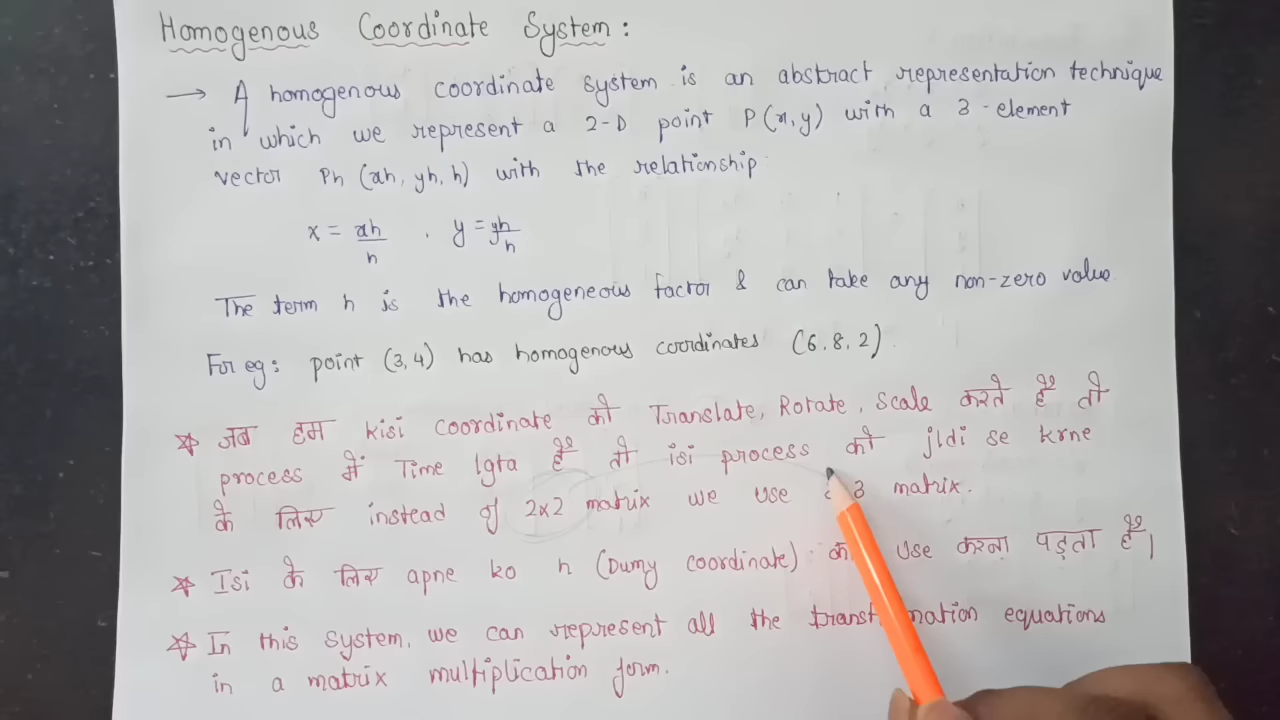 Homogenous Coordinate System:
→ A homogenous coordinate system is an abstract representation technique
in which we represent a 2-D point P(x,y) with a 3-element
vector Ph (xh, yh, h) with the relationship
x = xh/h , y = yh/h
The term h is the homogeneous factor & can take any non-zero value.
For eg: point (3,4) has homogenous coordinates (6,8,2)
☆ जब हम kisi coordinate को Translate, Rotate, Scale करते हैं तो
process में Time lgta है तो isi process को jldi se krne
के लिए instead of 2x2 matrix we use 3 matrix.
☆ Isi के लिए apne ko h (Dumy coordinate) use करना पड़ता है।
☆ In this system, we can represent all the equations
in a matrix multiplication form.